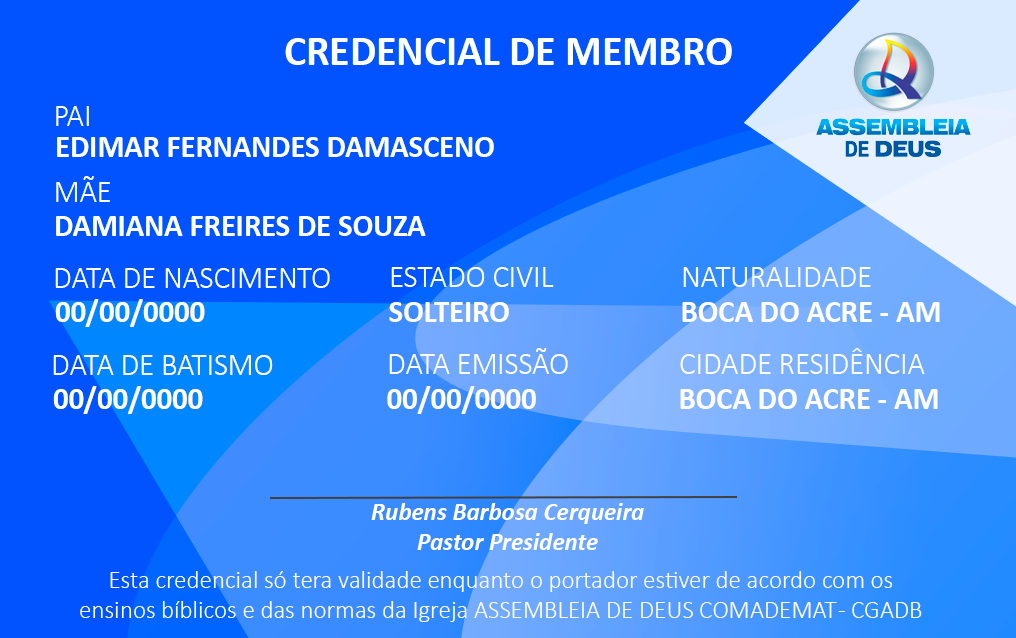 CREDENCIAL DE MEMBRO
ASSEMBLEIA
DE DEUS
PAI
EDIMAR FERNANDES DAMASCENO
MÃE
DAMIANA FREIRES DE SOUZA
DATA DE NASCIMENTO
00/00/0000
ESTADO CIVIL
SOLTEIRO
NATURALIDADE
BOCA DO ACRE - AM
DATA DE BATISMO
00/00/0000
DATA EMISSÃO
00/00/0000
CIDADE RESIDÊNCIA
BOCA DO ACRE - AM
Rubens Barbosa Cerqueira
Pastor Presidente
Esta credencial só tera validade enquanto o portador estiver de acordo com os
ensinos bíblicos e das normas da Igreja ASSEMBLEIA DE DEUS COMADEMAT - CGADB